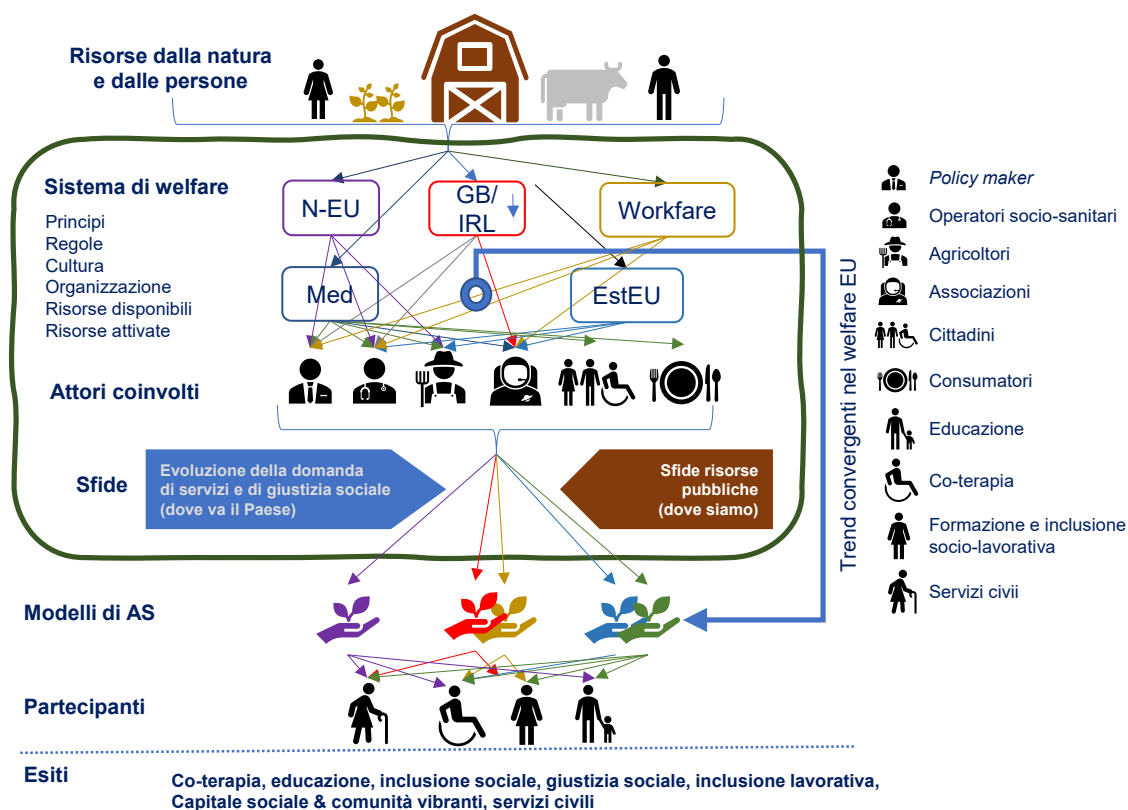 Risorse dalla natura
e dalle persone
Sistema di welfare
Principi
Regole
Cultura
Organizzazione
Risorse disponibili
Risorse attivate
N-EU
GB/
IRL
Workfare
Med
EstEU
Attori coinvolti
Sfide
Evoluzione della domanda
di servizi e di giustizia sociale
(dove va il Paese)
Sfide risorse
pubbliche
(dove siamo)
Trend convergenti nel welfare EU
Policy maker
Operatori socio-sanitari
Agricoltori
Associazioni
Cittadini
Consumatori
Educazione
Co-terapia
Formazione e inclusione
socio-lavorativa
Servizi civii
Modelli di AS
Partecipanti
Esiti
Co-terapia, educazione, inclusione sociale, giustizia sociale, inclusione lavorativa,
Capitale sociale & comunità vibranti, servizi civili